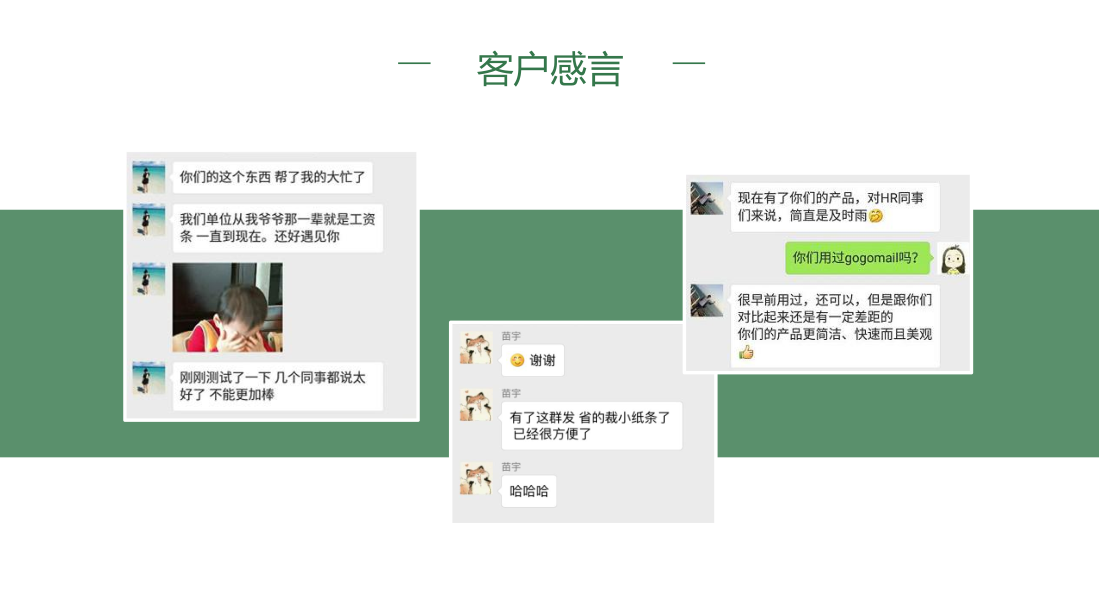 客户感言
你们的这个东西 帮了我的大忙了
我们单位从我爷爷那一辈就是工资
条 一直到现在。还好遇见你
刚刚测试了一下 几个同事都说太
好了 不能更加棒
苗宇
谢谢
苗宇
有了这群发 省的裁小纸条了
已经很方便了
苗宇
哈哈哈
现在有了你们的产品，对HR同事
们来说，简直是及时雨
你们用过gogomail吗?
很早前用过，还可以，但是跟你们
对比起来还是有一定差距的
你们的产品更简洁、快速而且美观